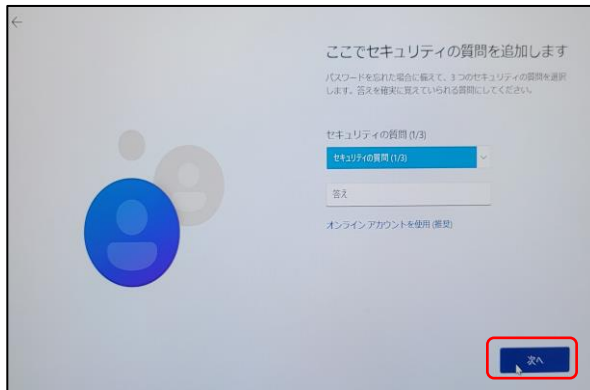 ここでセキュリティの質問を追加します
パスワードを忘れた場合に備えて、3 つのセキュリティの質問を選択
します。答えを確実に覚えていられる質問にしてください。
セキュリティの質問 (1/3)
セキュリティの質問 (1/3)
答え
オンライン アカウントを使用 (推奨)
次へ